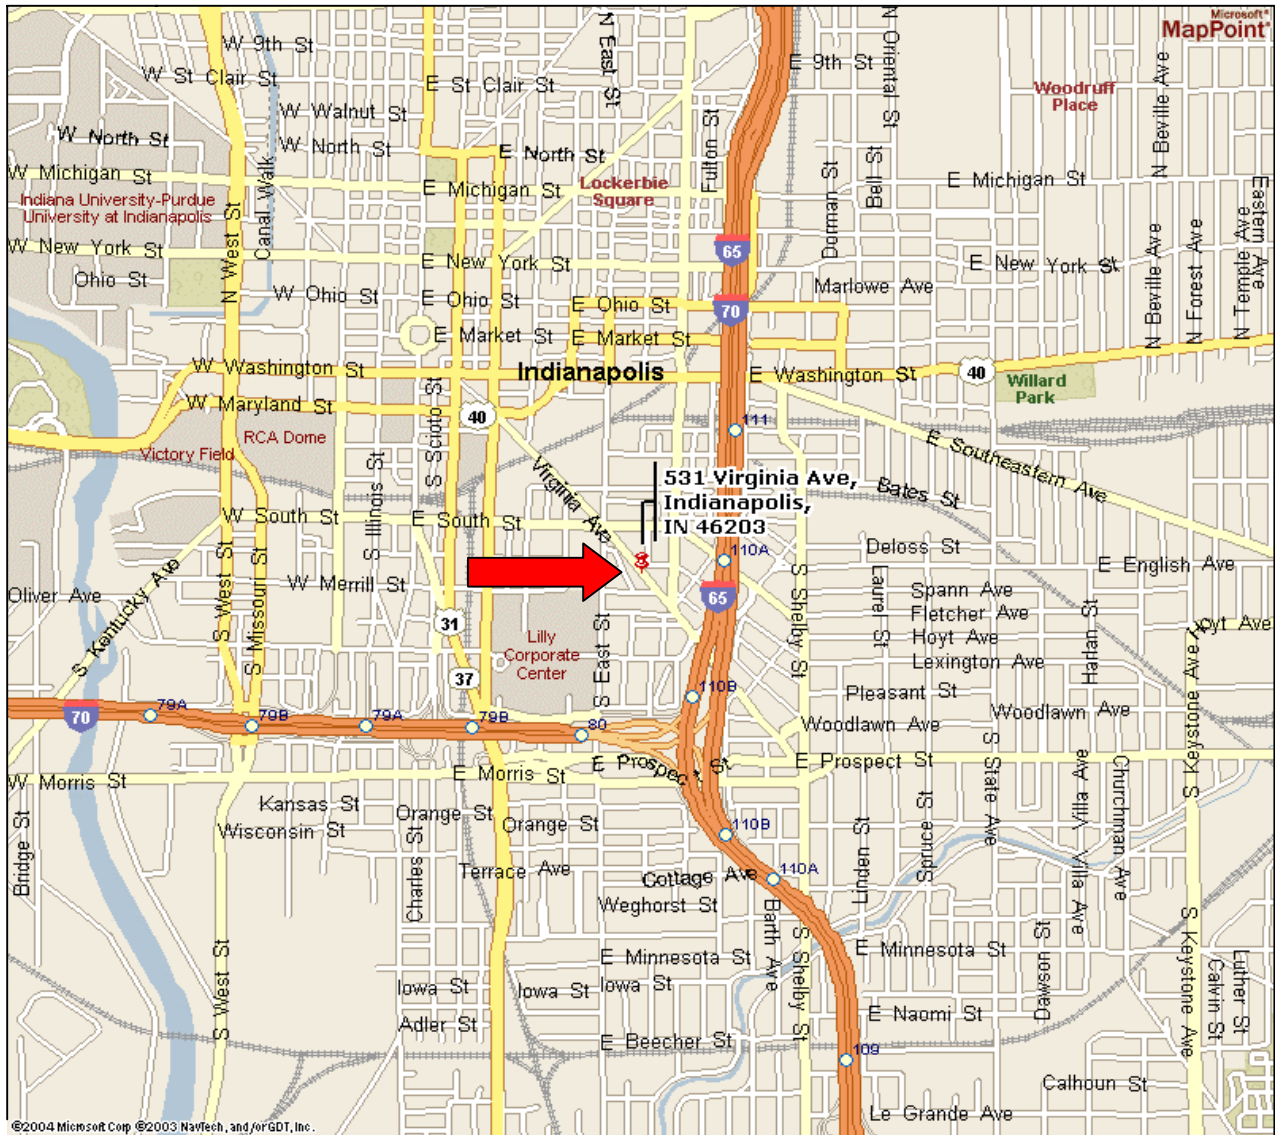 Microsoft®
MapPoint®
W 9th St
N East St
N Oriental St
E 9th St
W St Clair St
E St Clair St
Woodruff
Place
N Beville Ave
W Walnut St
Fulton St
W North St
W North St
E North St
Canal Walk
Dorman St
Bell St
W Michigan St
E Michigan St
Lockerbie
Square
E Michigan St
Indiana University-Purdue
University at Indianapolis
N West St
Eastern Ave
N Temple Ave
N Forest Ave
N Beville Ave
W New York St
E New York St
65
E New York St
Ohio St
W Ohio St
E Ohio St
E Ohio St
70
Marlowe Ave
E Market St
E Market St
W Washington St
Indianapolis
E Washington St
40
Willard
Park
W Maryland St
S Scioto St
40
111
RCA Dome
Victory Field
E Southeastern Ave
S Illinois St
Virginia Ave
531 Virginia Ave,
Indianapolis,
IN 46203
Bates St
W South St
E South St
110A
Deloss St
E English Ave
S Kentucky Ave
S West St
S Missouri St
W Merrill St
Oliver Ave
65
S Shelby St
Laurel St
Spann Ave
Fletcher Ave
Harlan St
Hoyt Ave
Hoyt Ave
31
Lilly
Corporate
Center
S East St
Lexington Ave
37
110B
Pleasant St
70
79A
79B
79A
79B
80
Woodlawn Ave
Woodlawn Ave
S Keystone Ave
W Morris St
E Morris St
E Prospect St
E Prospect St
S State Ave
Villa Ave
Churchman Ave
Kansas St
Orange St
Wisconsin St
Orange St
110B
Bridge St
Charles St
Terrace Ave
Cottage Ave
110A
Linden St
Spruce St
Villa Ave
Weghorst St
Barth Ave
S Shelby St
S West St
E Minnesota St
E Minnesota St
Dawson St
S Keystone Ave
Calvin St
Luther St
Iowa St
Iowa St
Iowa St
Adler St
E Naomi St
E Beecher St
109
Calhoun St
Le Grande Ave
©2004 Microsoft Corp ©2003 NavTech, and/or GDT, Inc.